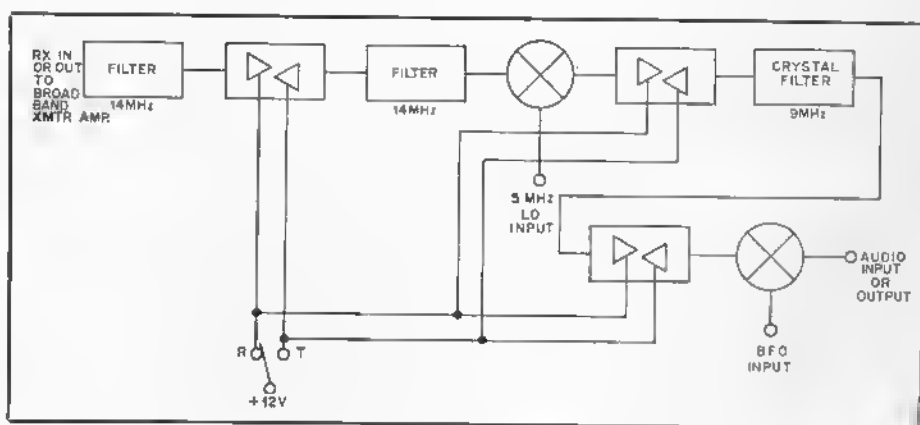 RX IN
OR OUT
TO
BROAD
BAND
XMTR AMP.
FILTER
14MHz
FILTER
14MHz
5 MHz
LO
INPUT
CRYSTAL
FILTER
9MHz
AUDIO
INPUT
OR
OUTPUT
BFO
INPUT
R
T
+12V